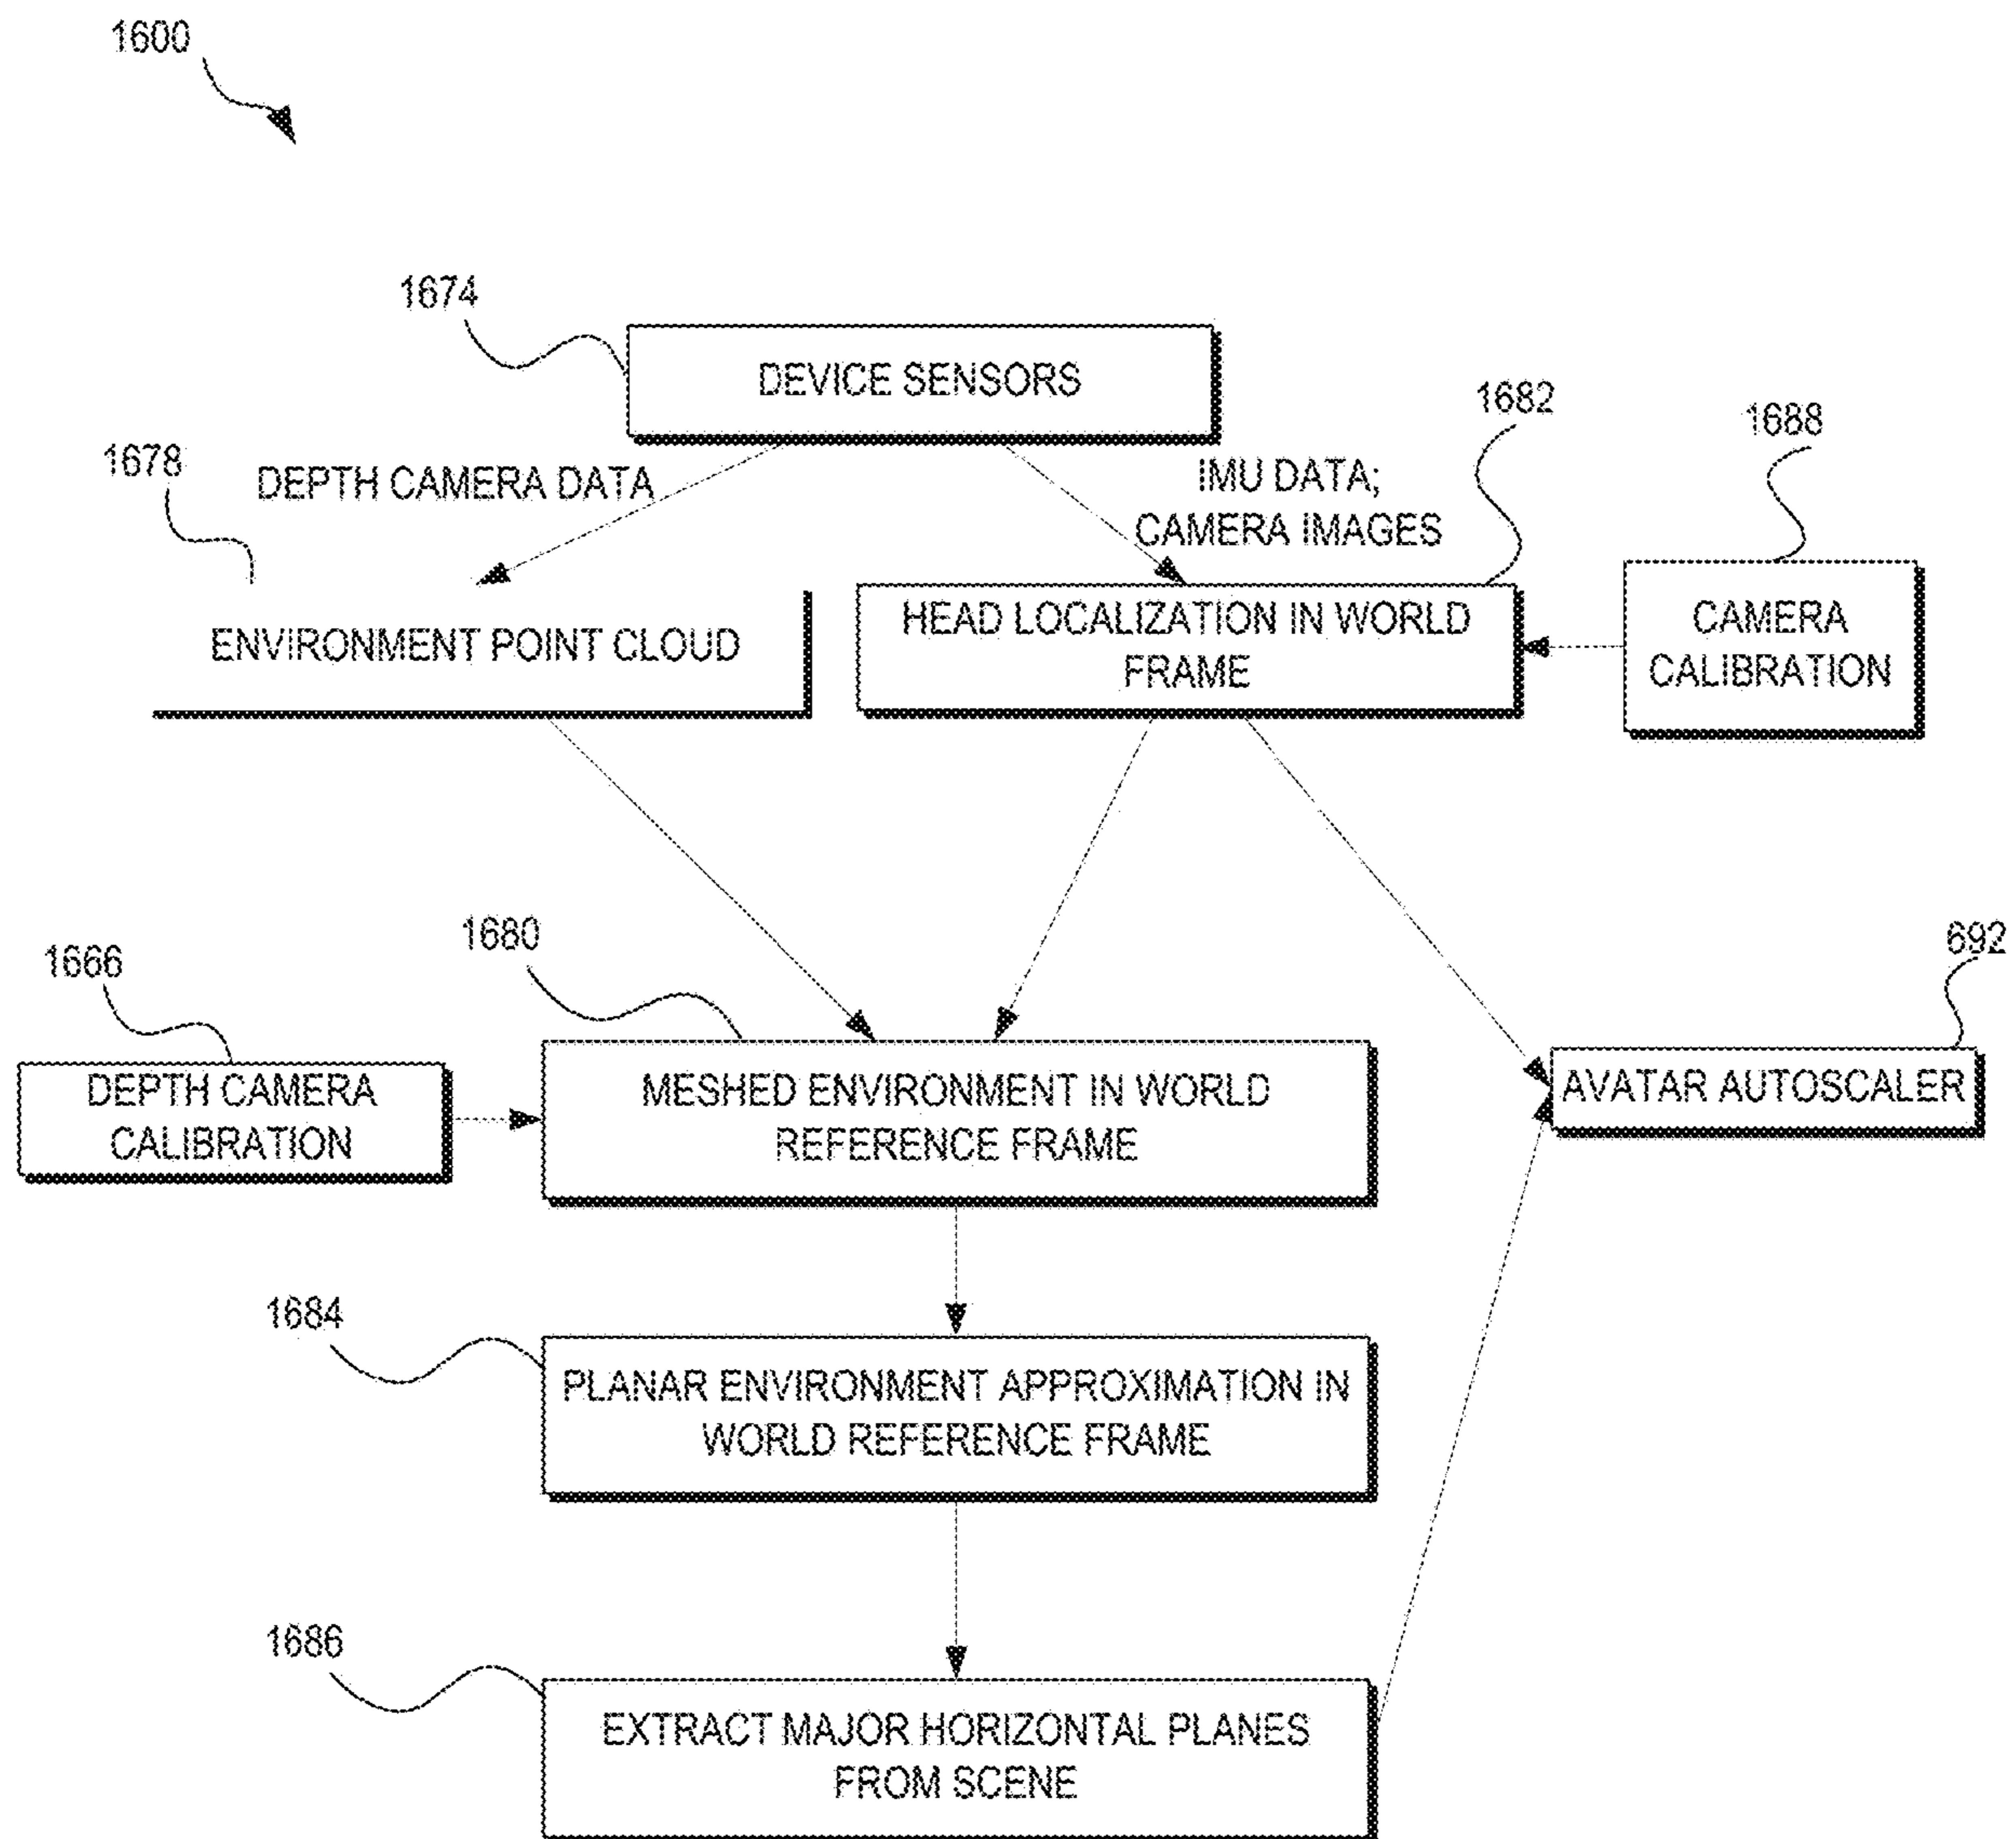 1600
1674
DEVICE SENSORS
1682
1688
1678
DEPTH CAMERA DATA
IMU DATA;
CAMERA IMAGES
ENVIRONMENT POINT CLOUD
HEAD LOCALIZATION IN WORLD
FRAME
CAMERA
CALIBRATION
1666
1680
692
DEPTH CAMERA
CALIBRATION
MESHED ENVIRONMENT IN WORLD
REFERENCE FRAME
AVATAR AUTOSCALER
1684
PLANAR ENVIRONMENT APPROXIMATION IN
WORLD REFERENCE FRAME
1686
EXTRACT MAJOR HORIZONTAL PLANES
FROM SCENE